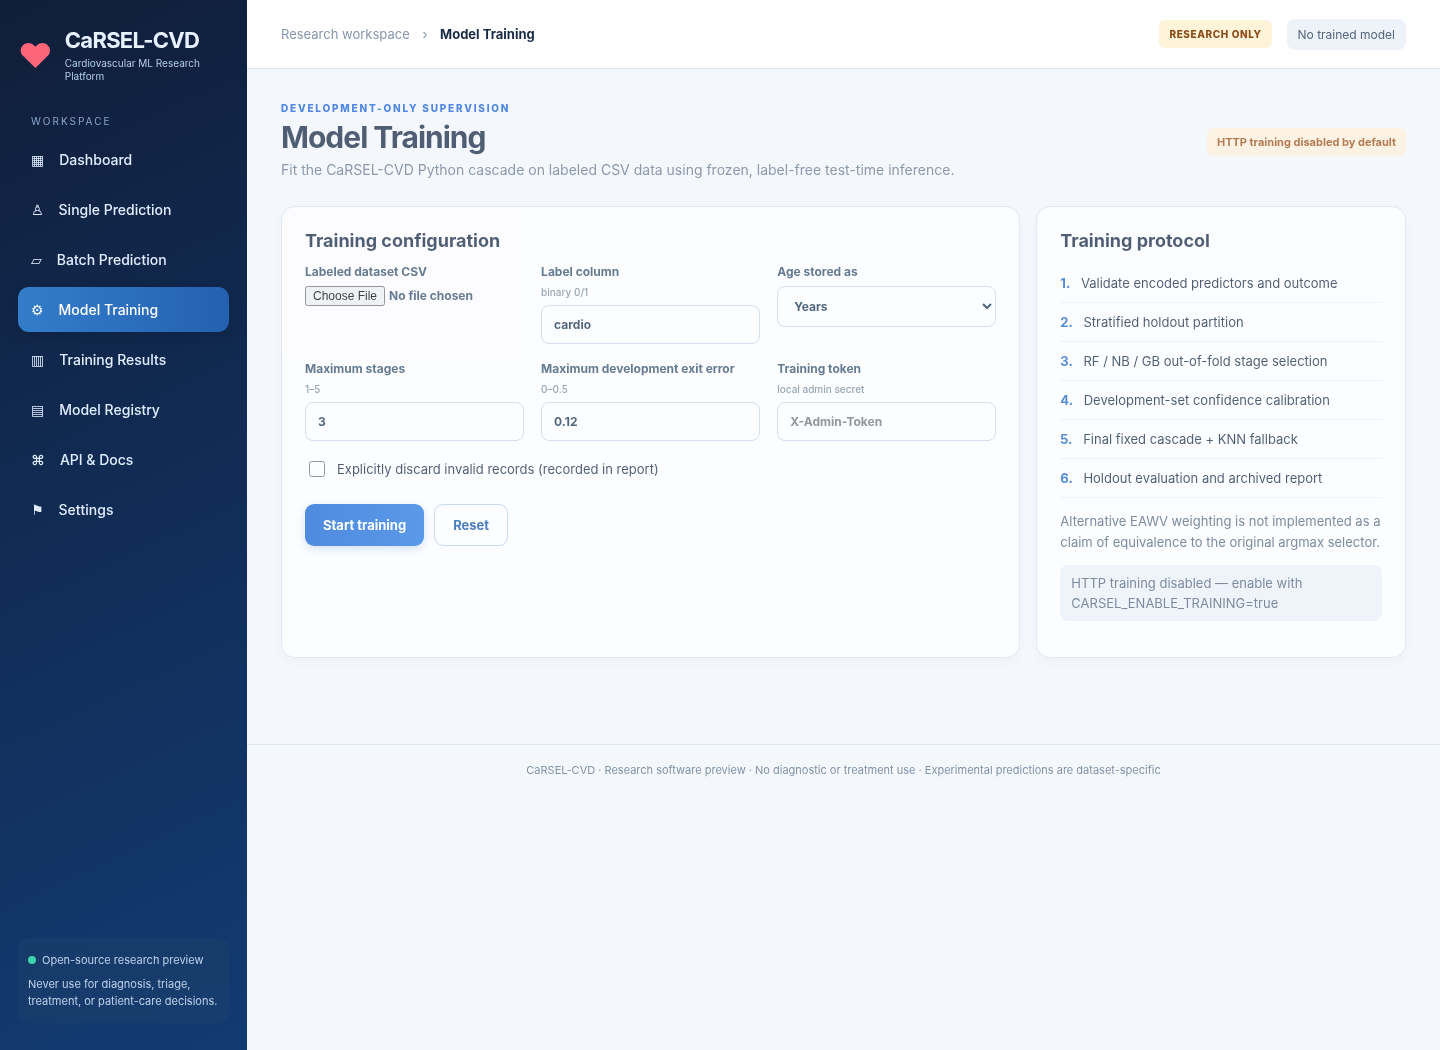 CaRSEL-CVD
Cardiovascular ML Research
Platform
WORKSPACE
Dashboard
Single Prediction
Batch Prediction
Model Training
Training Results
Model Registry
API & Docs
Settings
Open-source research preview
Never use for diagnosis, triage,
treatment, or patient-care decisions.
Research workspace › Model Training
RESEARCH ONLY
No trained model
DEVELOPMENT-ONLY SUPERVISION
Model Training
HTTP training disabled by default
Fit the CaRSEL-CVD Python cascade on labeled CSV data using frozen, label-free test-time inference.
Training configuration
Labeled dataset CSV
Choose File No file chosen
Label column
binary 0/1
cardio
Age stored as
Years
Maximum stages
1–5
3
Maximum development exit error
0–0.5
0.12
Training token
local admin secret
X-Admin-Token
Explicitly discard invalid records (recorded in report)
Start training
Reset
Training protocol
1. Validate encoded predictors and outcome
2. Stratified holdout partition
3. RF / NB / GB out-of-fold stage selection
4. Development-set confidence calibration
5. Final fixed cascade + KNN fallback
6. Holdout evaluation and archived report
Alternative EAWV weighting is not implemented as a
claim of equivalence to the original argmax selector.
HTTP training disabled — enable with
CARSEL_ENABLE_TRAINING=true
CaRSEL-CVD · Research software preview · No diagnostic or treatment use · Experimental predictions are dataset-specific